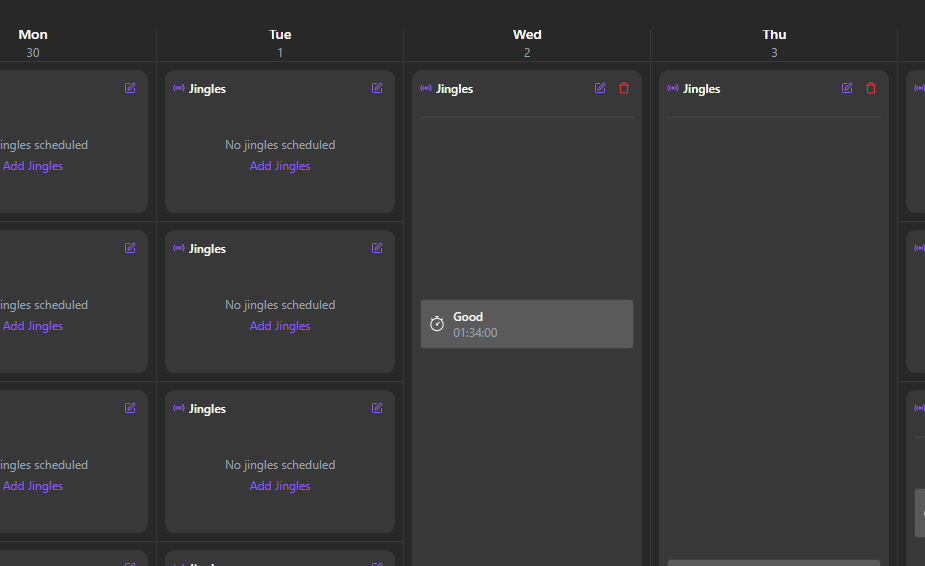 Mon
30
Tue
1
Wed
2
Thu
3
ingles scheduled
Add Jingles
Jingles
No jingles scheduled
Add Jingles
Jingles
Jingles
ingles scheduled
Add Jingles
Jingles
No jingles scheduled
Add Jingles
Good
01:34:00
ingles scheduled
Add Jingles
Jingles
No jingles scheduled
Add Jingles
Jingles